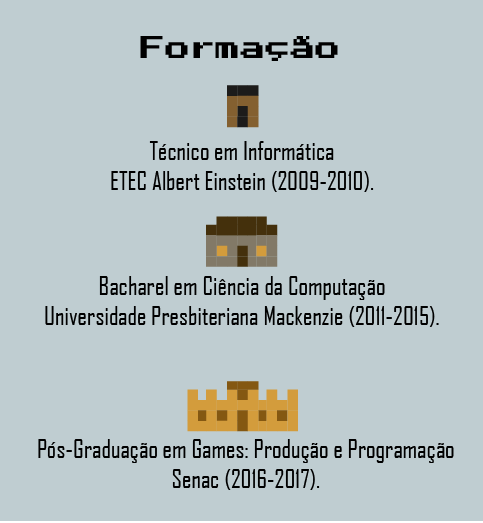 Formação
Técnico em Informática
ETEC Albert Einstein (2009-2010).
Bacharel em Ciência da Computação
Universidade Presbiteriana Mackenzie (2011-2015).
Pós-Graduação em Games: Produção e Programação
Senac (2016-2017).